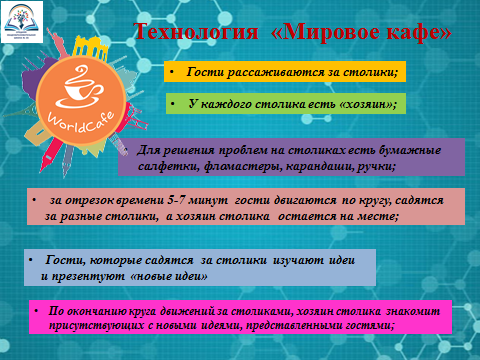 Технология «Мировое кафе»
WorldCafe
• Гости рассаживаются за столики;
• У каждого столика есть «хозяин»;
• Для решения проблем на столиках есть бумажные
салфетки, фломастеры, карандаши, ручки;
• за отрезок времени 5-7 минут гости двигаются по кругу, садятся
за разные столики, а хозяин столика остается на месте;
• Гости, которые садятся за столики изучают идеи
и презентуют «новые идеи»
• По окончанию круга движений за столиками, хозяин столика знакомит
присутствующих с новыми идеями, представленными гостями;